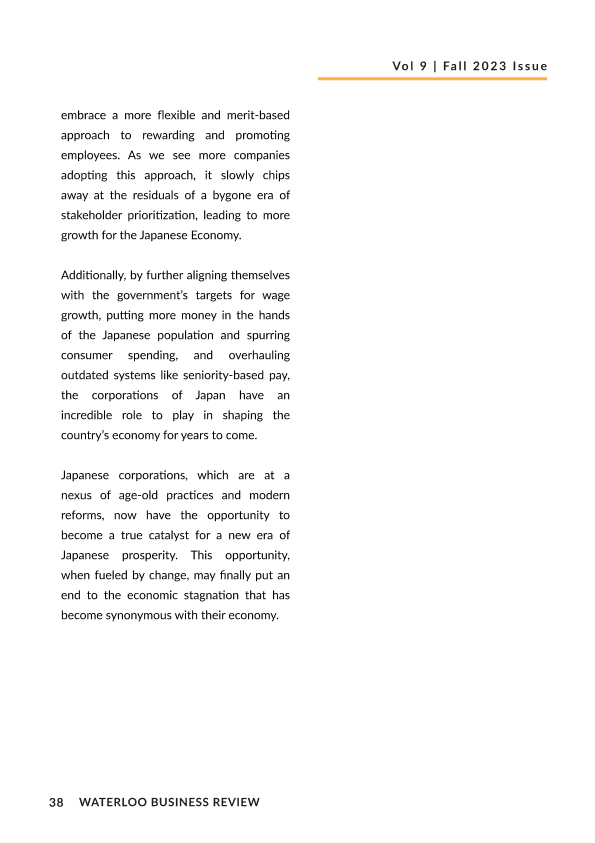 Vol 9 | Fall 2023 Issue
embrace a more flexible and merit-based
approach to rewarding and promoting
employees. As we see more companies
adopting this approach, it slowly chips
away at the residuals of a bygone era of
stakeholder prioritization, leading to more
growth for the Japanese Economy.
Additionally, by further aligning themselves
with the government’s targets for wage
growth, putting more money in the hands
of the Japanese population and spurring
consumer spending, and overhauling
outdated systems like seniority-based pay,
the corporations of Japan have an
incredible role to play in shaping the
country’s economy for years to come.
Japanese corporations, which are at a
nexus of age-old practices and modern
reforms, now have the opportunity to
become a true catalyst for a new era of
Japanese prosperity. This opportunity,
when fueled by change, may finally put an
end to the economic stagnation that has
become synonymous with their economy.
38 WATERLOO BUSINESS REVIEW